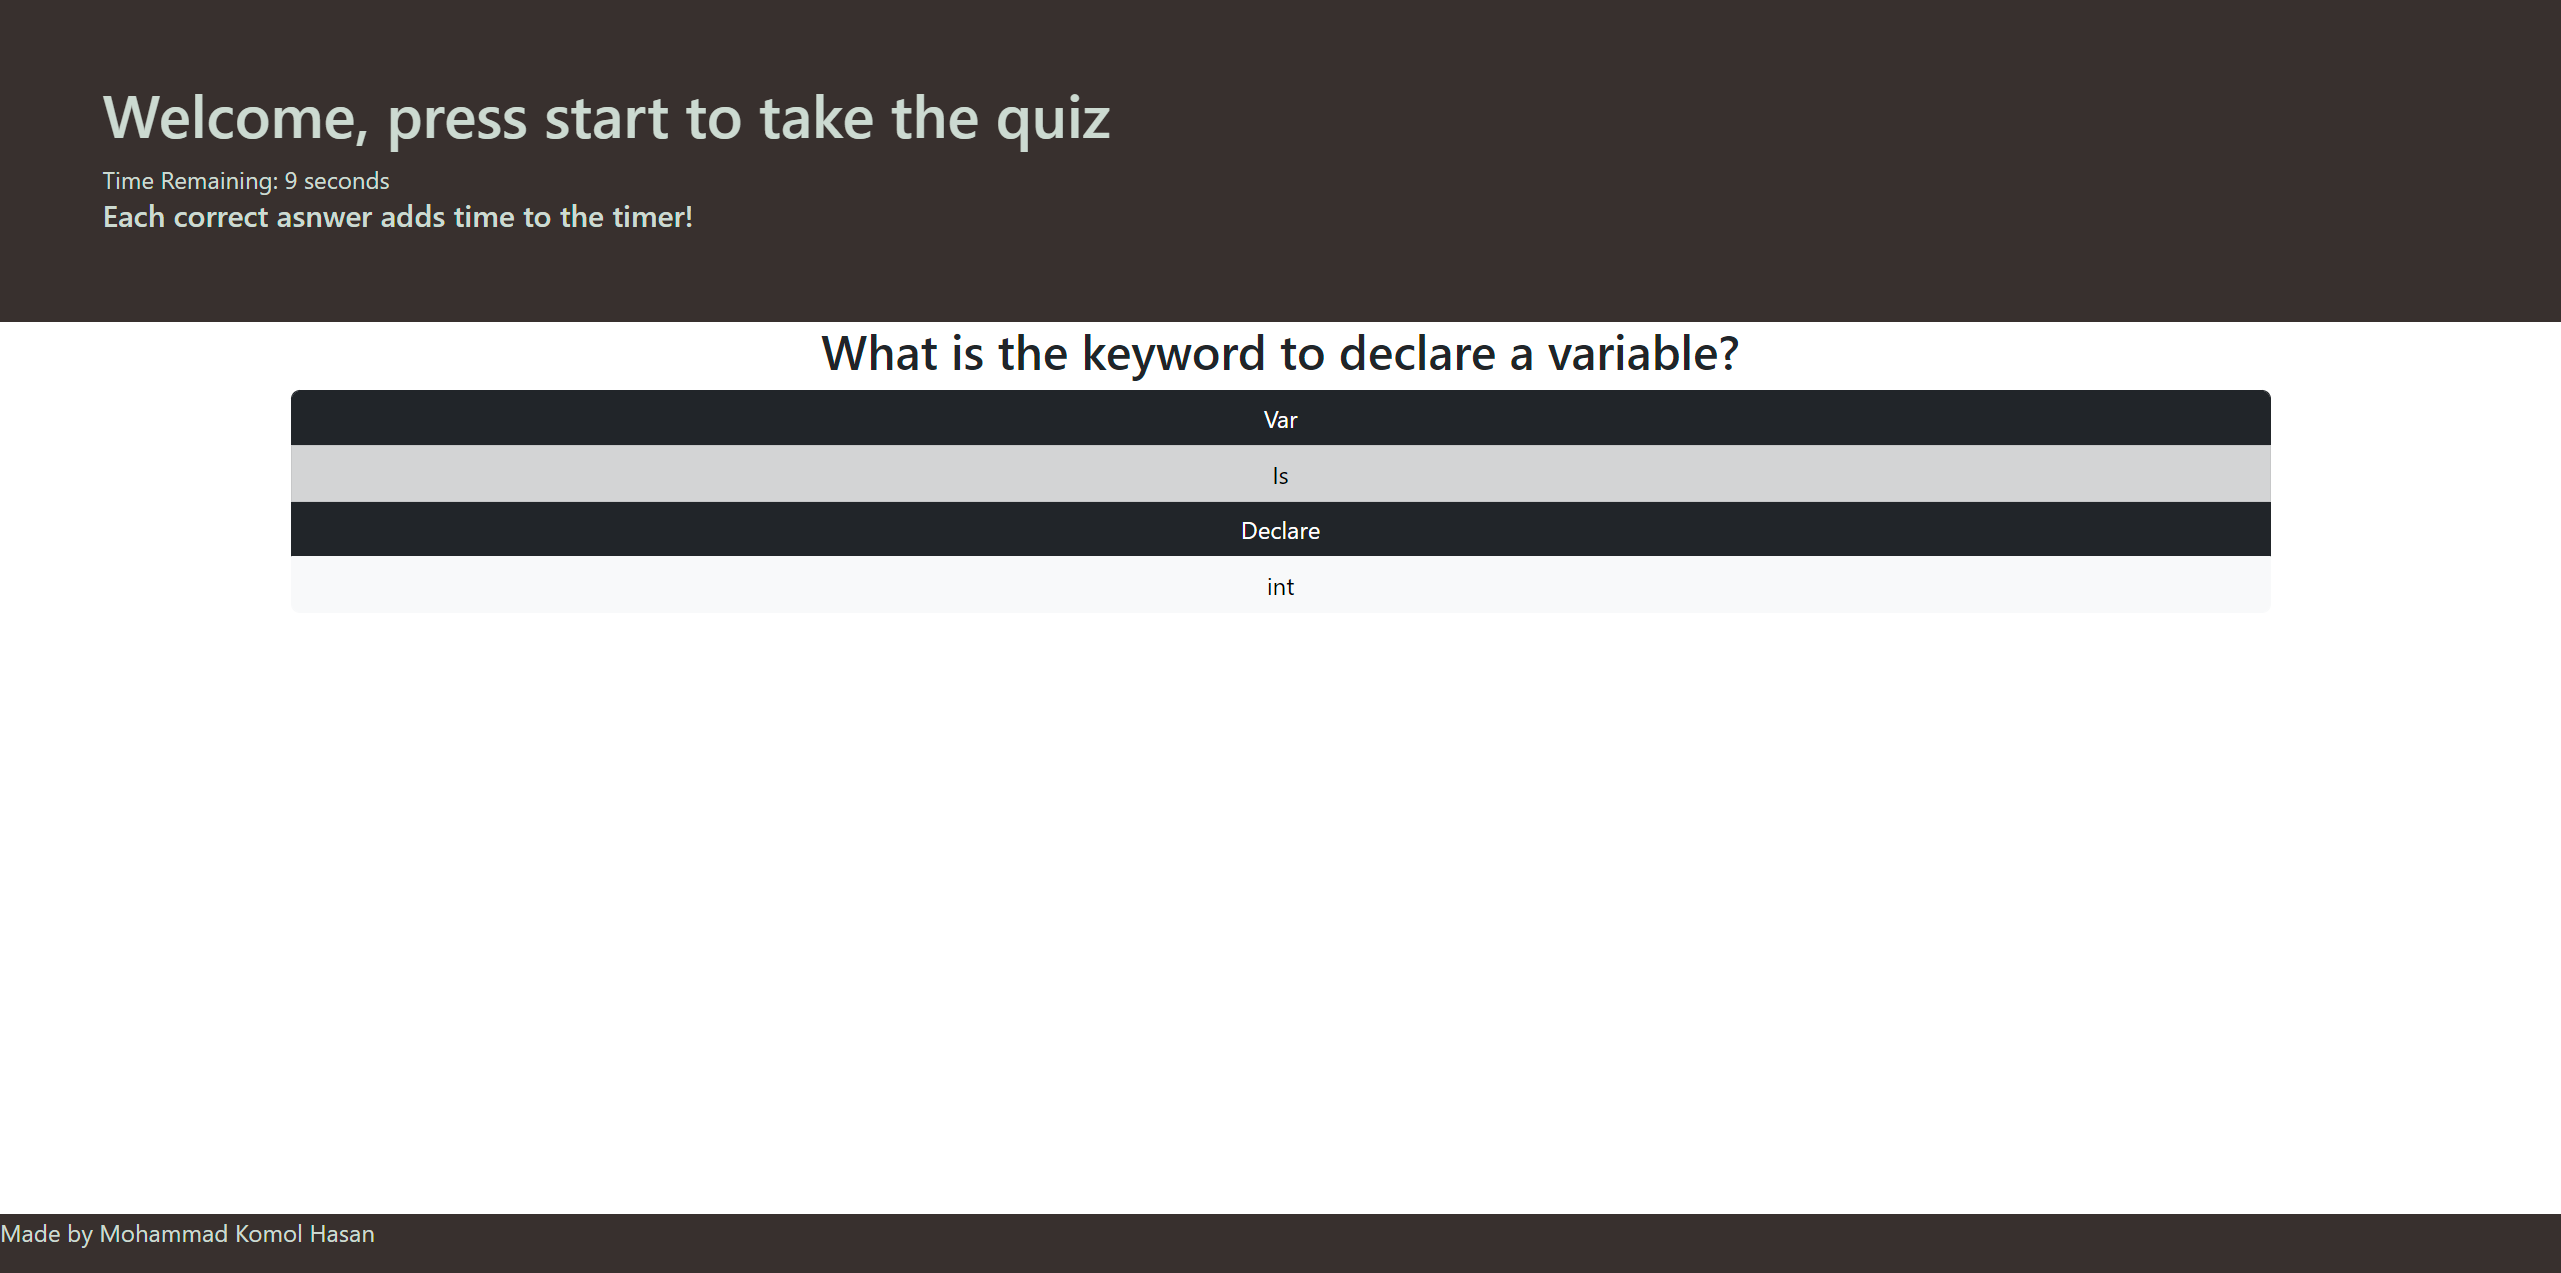 Welcome, press start to take the quiz
Time Remaining: 9 seconds
Each correct asnwer adds time to the timer!
What is the keyword to declare a variable?
Var
Is
Declare
int
Made by Mohammad Komol Hasan